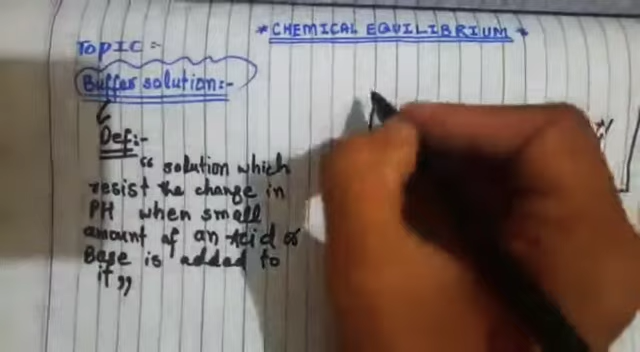 * CHEMICAL EQUILIBRIUM *
Topic :-
Buffer solution:-
Def:-
"solution which
resist the change in
PH when small
amount of an Acid or
Base is added to
it"